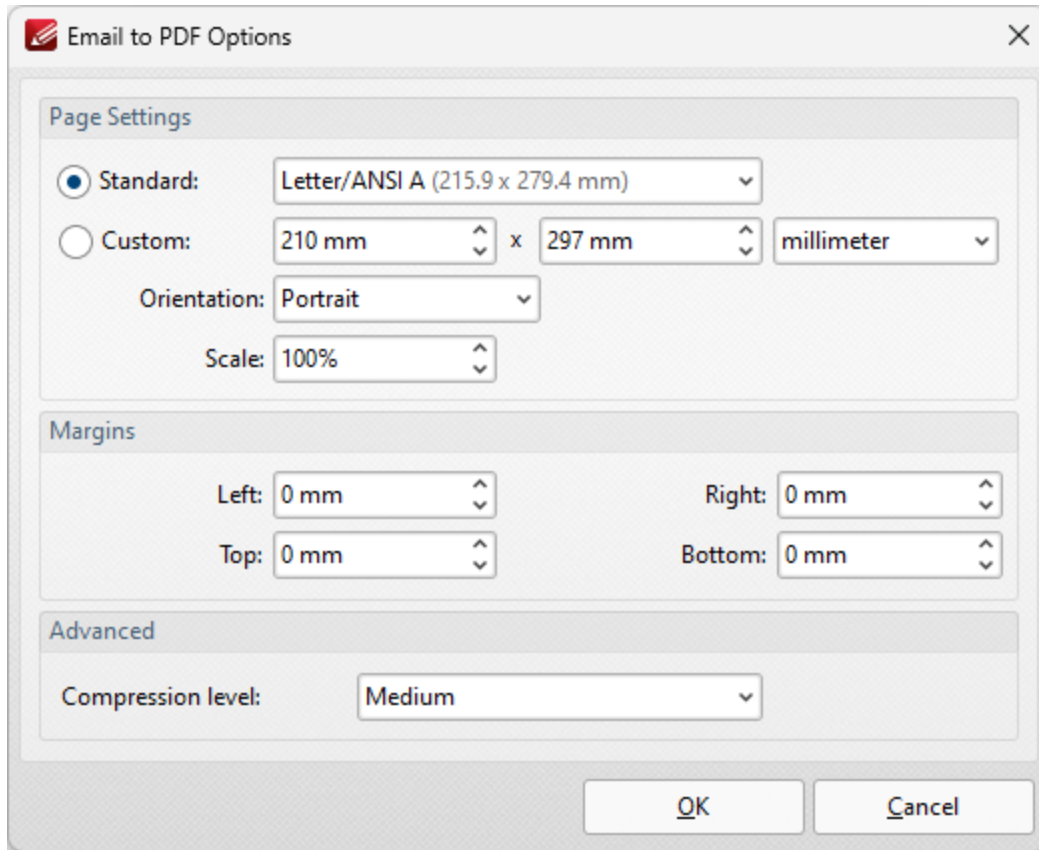 Email to PDF Options
Page Settings
Standard: Letter/ANSI A (215.9 x 279.4 mm)
Custom: 210 mm x 297 mm millimeter
Orientation: Portrait
Scale: 100%
Margins
Left: 0 mm Right: 0 mm
Top: 0 mm Bottom: 0 mm
Advanced
Compression level: Medium
OK Cancel